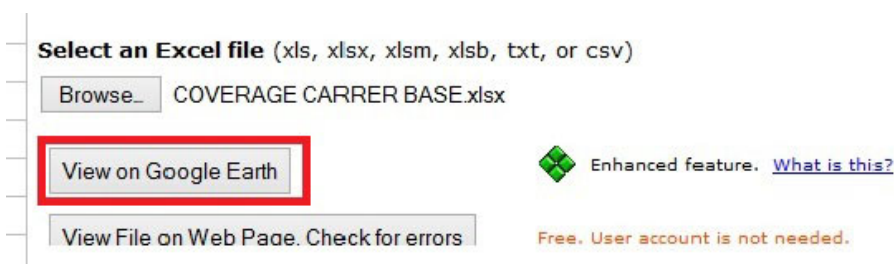 Select an Excel file (xls, xlsx, xlsm, xlsb, txt, or csv)
Browse_ COVERAGE CARRER BASE.xlsx
View on Google Earth Enhanced feature. What is this?
View File on Web Page. Check for errors Free. User account is not needed.